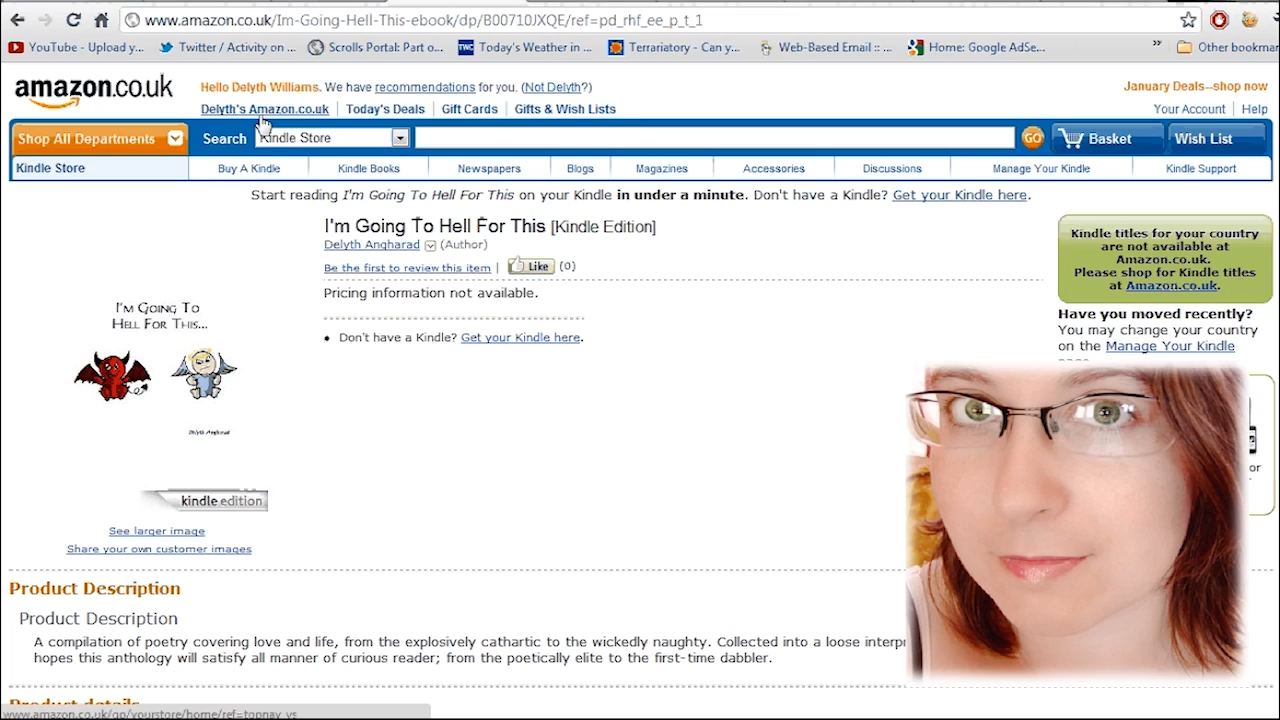 www.amazon.co.uk/Im-Going-Hell-This-ebook/dp/B00710JXQE/ref=pd_rhf_ee_p_t_1
YouTube - Upload y... Twitter / Activity on ... Scrolls Portal: Part o... TWC Today's Weather in ... Terrariatory - Can y... Web-Based Email :: ... Home: Google AdSe... » Other bookmar
amazon.co.uk
Hello Delyth Williams. We have recommendations for you. (Not Delyth?)
January Deals--shop now
Delyth's Amazon.co.uk Today's Deals Gift Cards Gifts & Wish Lists
Your Account Help
Shop All Departments Search Kindle Store GO Basket Wish List
Kindle Store Buy A Kindle Kindle Books Newspapers Blogs Magazines Accessories Discussions Manage Your Kindle Kindle Support
Start reading I'm Going To Hell For This on your Kindle in under a minute. Don't have a Kindle? Get your Kindle here.
I'm Going To Hell For This [Kindle Edition]
Delyth Angharad (Author)
Be the first to review this item | Like (0)
Pricing information not available.
• Don't have a Kindle? Get your Kindle here.
I'm Going To
Hell For This...
Delyth Angharad
kindle edition
See larger image
Share your own customer images
Kindle titles for your country
are not available at
Amazon.co.uk.
Please shop for Kindle titles
at Amazon.co.uk.
Have you moved recently?
You may change your country
on the Manage Your Kindle
or
Product Description
Product Description
A compilation of poetry covering love and life, from the explosively cathartic to the wickedly naughty. Collected into a loose interp
hopes this anthology will satisfy all manner of curious reader; from the poetically elite to the first-time dabbler.
Product details
www.amazon.co.uk/gp/yourstore/home/ref=topnav_ys